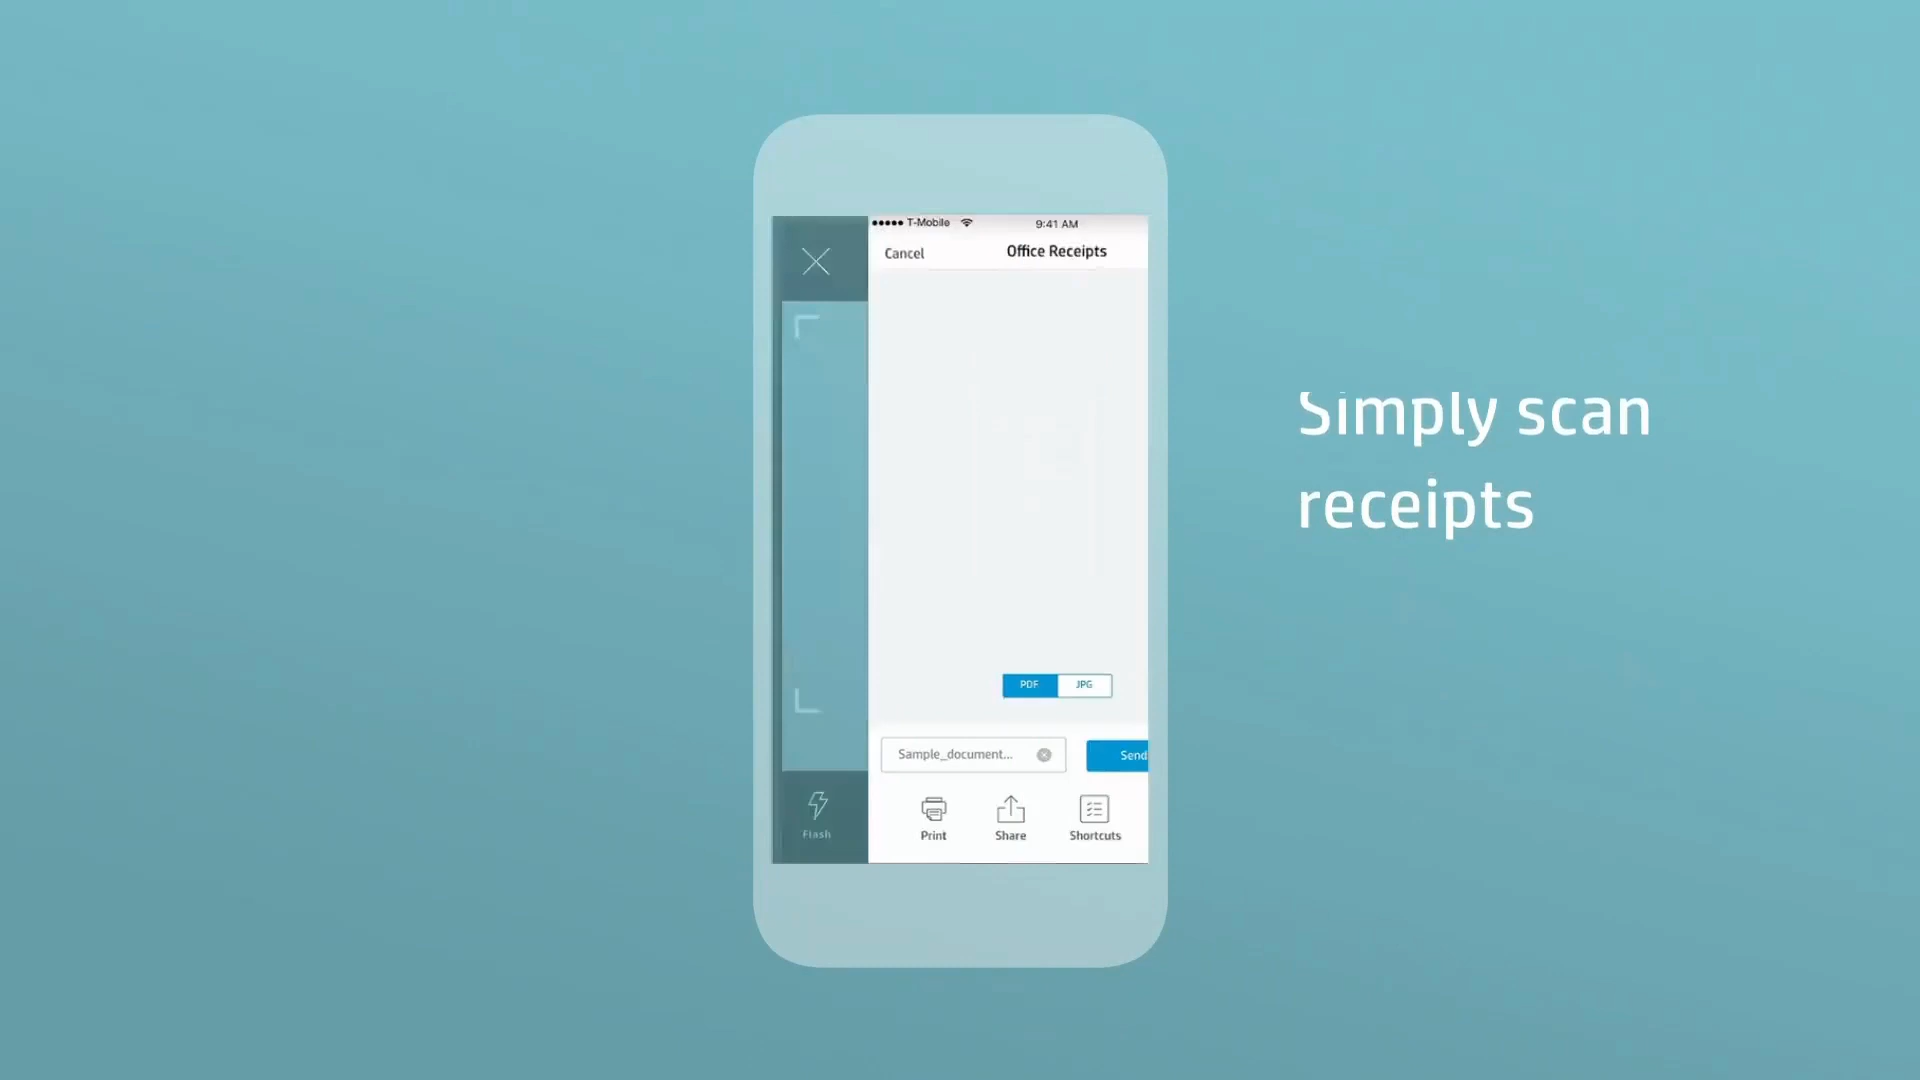 T-Mobile
9:41 AM
Cancel
Office Receipts
PDF
JPG
Sample_document...
Send
Flash
Print
Share
Shortcuts
Simply scan
receipts